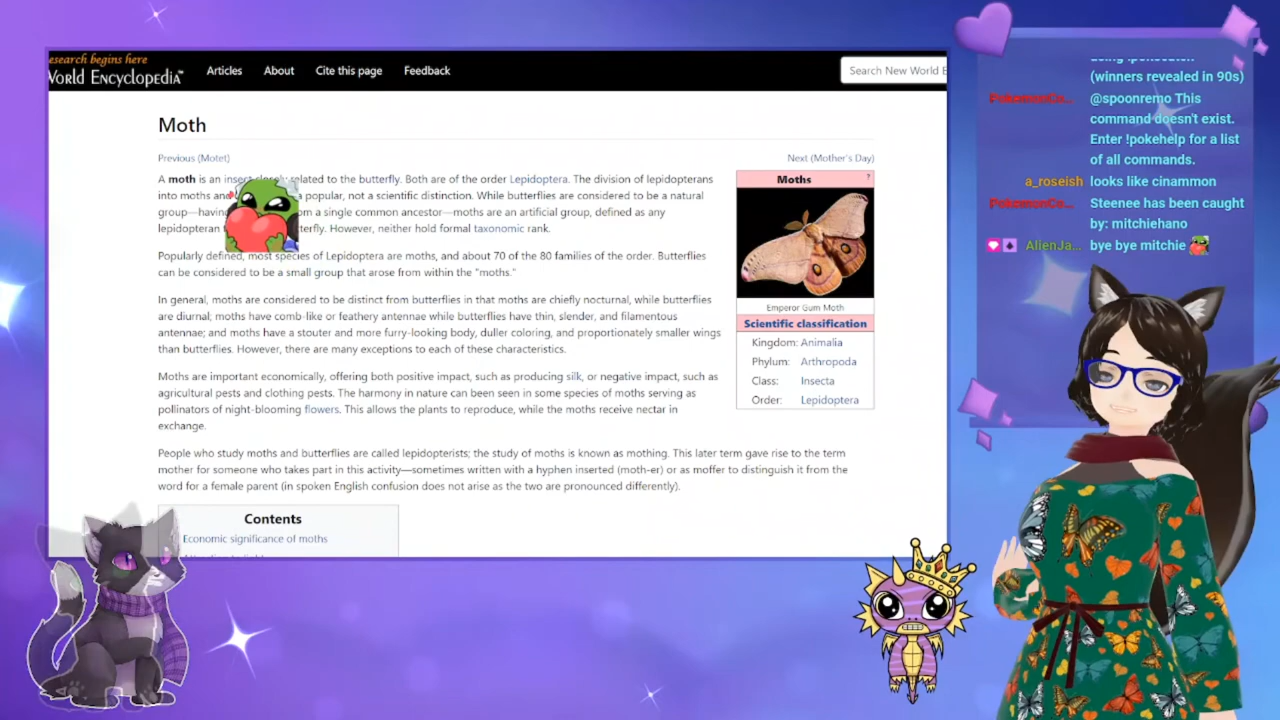 esearch begins here
World Encyclopedia™
Articles
About
Cite this page
Feedback
Search New World E
Moth
Previous (Motet)
Next (Mother's Day)
A moth is an insect closely related to the butterfly. Both are of the order Lepidoptera. The division of lepidopterans
into moths and a popular, not a scientific distinction. While butterflies are considered to be a natural
group—having from a single common ancestor—moths are an artificial group, defined as any
lepidopteran butterfly. However, neither hold formal taxonomic rank.
Popularly defined, most species of Lepidoptera are moths, and about 70 of the 80 families of the order. Butterflies
can be considered to be a small group that arose from within the "moths."
In general, moths are considered to be distinct from butterflies in that moths are chiefly nocturnal, while butterflies
are diurnal; moths have comb-like or feathery antennae while butterflies have thin, slender, and filamentous
antennae; and moths have a stouter and more furry-looking body, duller coloring, and proportionately smaller wings
than butterflies. However, there are many exceptions to each of these characteristics.
Moths are important economically, offering both positive impact, such as producing silk, or negative impact, such as
agricultural pests and clothing pests. The harmony in nature can been seen in some species of moths serving as
pollinators of night-blooming flowers. This allows the plants to reproduce, while the moths receive nectar in
exchange.
People who study moths and butterflies are called lepidopterists; the study of moths is known as mothing. This later term gave rise to the term
mother for someone who takes part in this activity—sometimes written with a hyphen inserted (moth-er) or as moffer to distinguish it from the
word for a female parent (in spoken English confusion does not arise as the two are pronounced differently).
Contents
Economic significance of moths
Moths
?
Emperor Gum Moth
Scientific classification
Kingdom: Animalia
Phylum: Arthropoda
Class: Insecta
Order: Lepidoptera
(winners revealed in 90s)
PokemonCo... @spoonremo This
command doesn't exist.
Enter !pokehelp for a list
of all commands.
a_roseish looks like cinammon
PokemonCo... Steenee has been caught
by: mitchiehano
AlienJa... bye bye mitchie